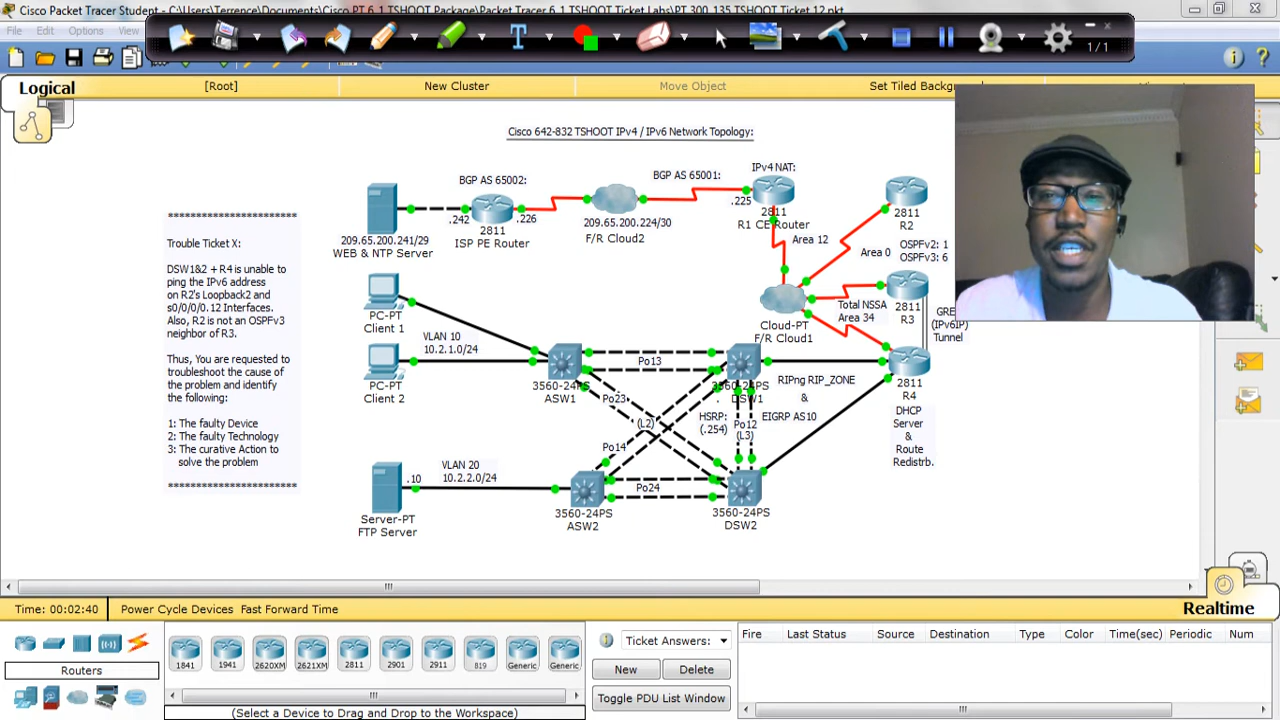 Cisco Packet Tracer Student - C:\Users\Terrence\Documents\Cisco PT 6.1 TSHOOT Package\Packet Tracer 6.1 TSHOOT Ticket Labs\PT 300_135 TSHOOT Ticket 12.pkt
File Edit Options View
1/1
Logical
[Root]
New Cluster
Move Object
Set Tiled Backg
Cisco 642-832 TSHOOT IPv4 / IPv6 Network Topology:
BGP AS 65002:
BGP AS 65001:
IPv4 NAT:
.242
.226
.225
2811
ISP PE Router
209.65.200.224/30
F/R Cloud2
2811
R1 CE Router
2811
R2
209.65.200.241/29
WEB & NTP Server
Area 12
Area 0
OSPFv2: 1
OSPFv3: 6
************************
Trouble Ticket X:
DSW1&2 + R4 is unable to
ping the IPv6 address
on R2's Loopback2 and
s0/0/0/0.12 Interfaces.
Also, R2 is not an OSPFv3
neighbor of R3.
Thus, You are requested to
troubleshoot the cause of
the problem and identify
the following:
1: The faulty Device
2: The faulty Technology
3: The curative Action to
solve the problem
************************
PC-PT
Client 1
Cloud-PT
F/R Cloud1
Total NSSA
Area 34
2811
R3
GRE
(IPv6IP)
Tunnel
VLAN 10
10.2.1.0/24
PC-PT
Client 2
3560-24PS
ASW1
Po13
3560-24PS
DSW1
RIPng RIP_ZONE
&
EIGRP AS10
2811
R4
DHCP
Server
&
Route
Redistrb.
Po23
(L2)
HSRP:
(.254)
Po12
(L3)
Po14
VLAN 20
10.2.2.0/24
.10
Server-PT
FTP Server
3560-24PS
ASW2
Po24
3560-24PS
DSW2
Realtime
Time: 00:02:40
Power Cycle Devices Fast Forward Time
Routers
1841
1941
2620XM
2621XM
2811
2901
2911
819
Generic
Generic
(Select a Device to Drag and Drop to the Workspace)
Ticket Answers:
New
Delete
Toggle PDU List Window
Fire
Last Status
Source
Destination
Type
Color
Time(sec)
Periodic
Num